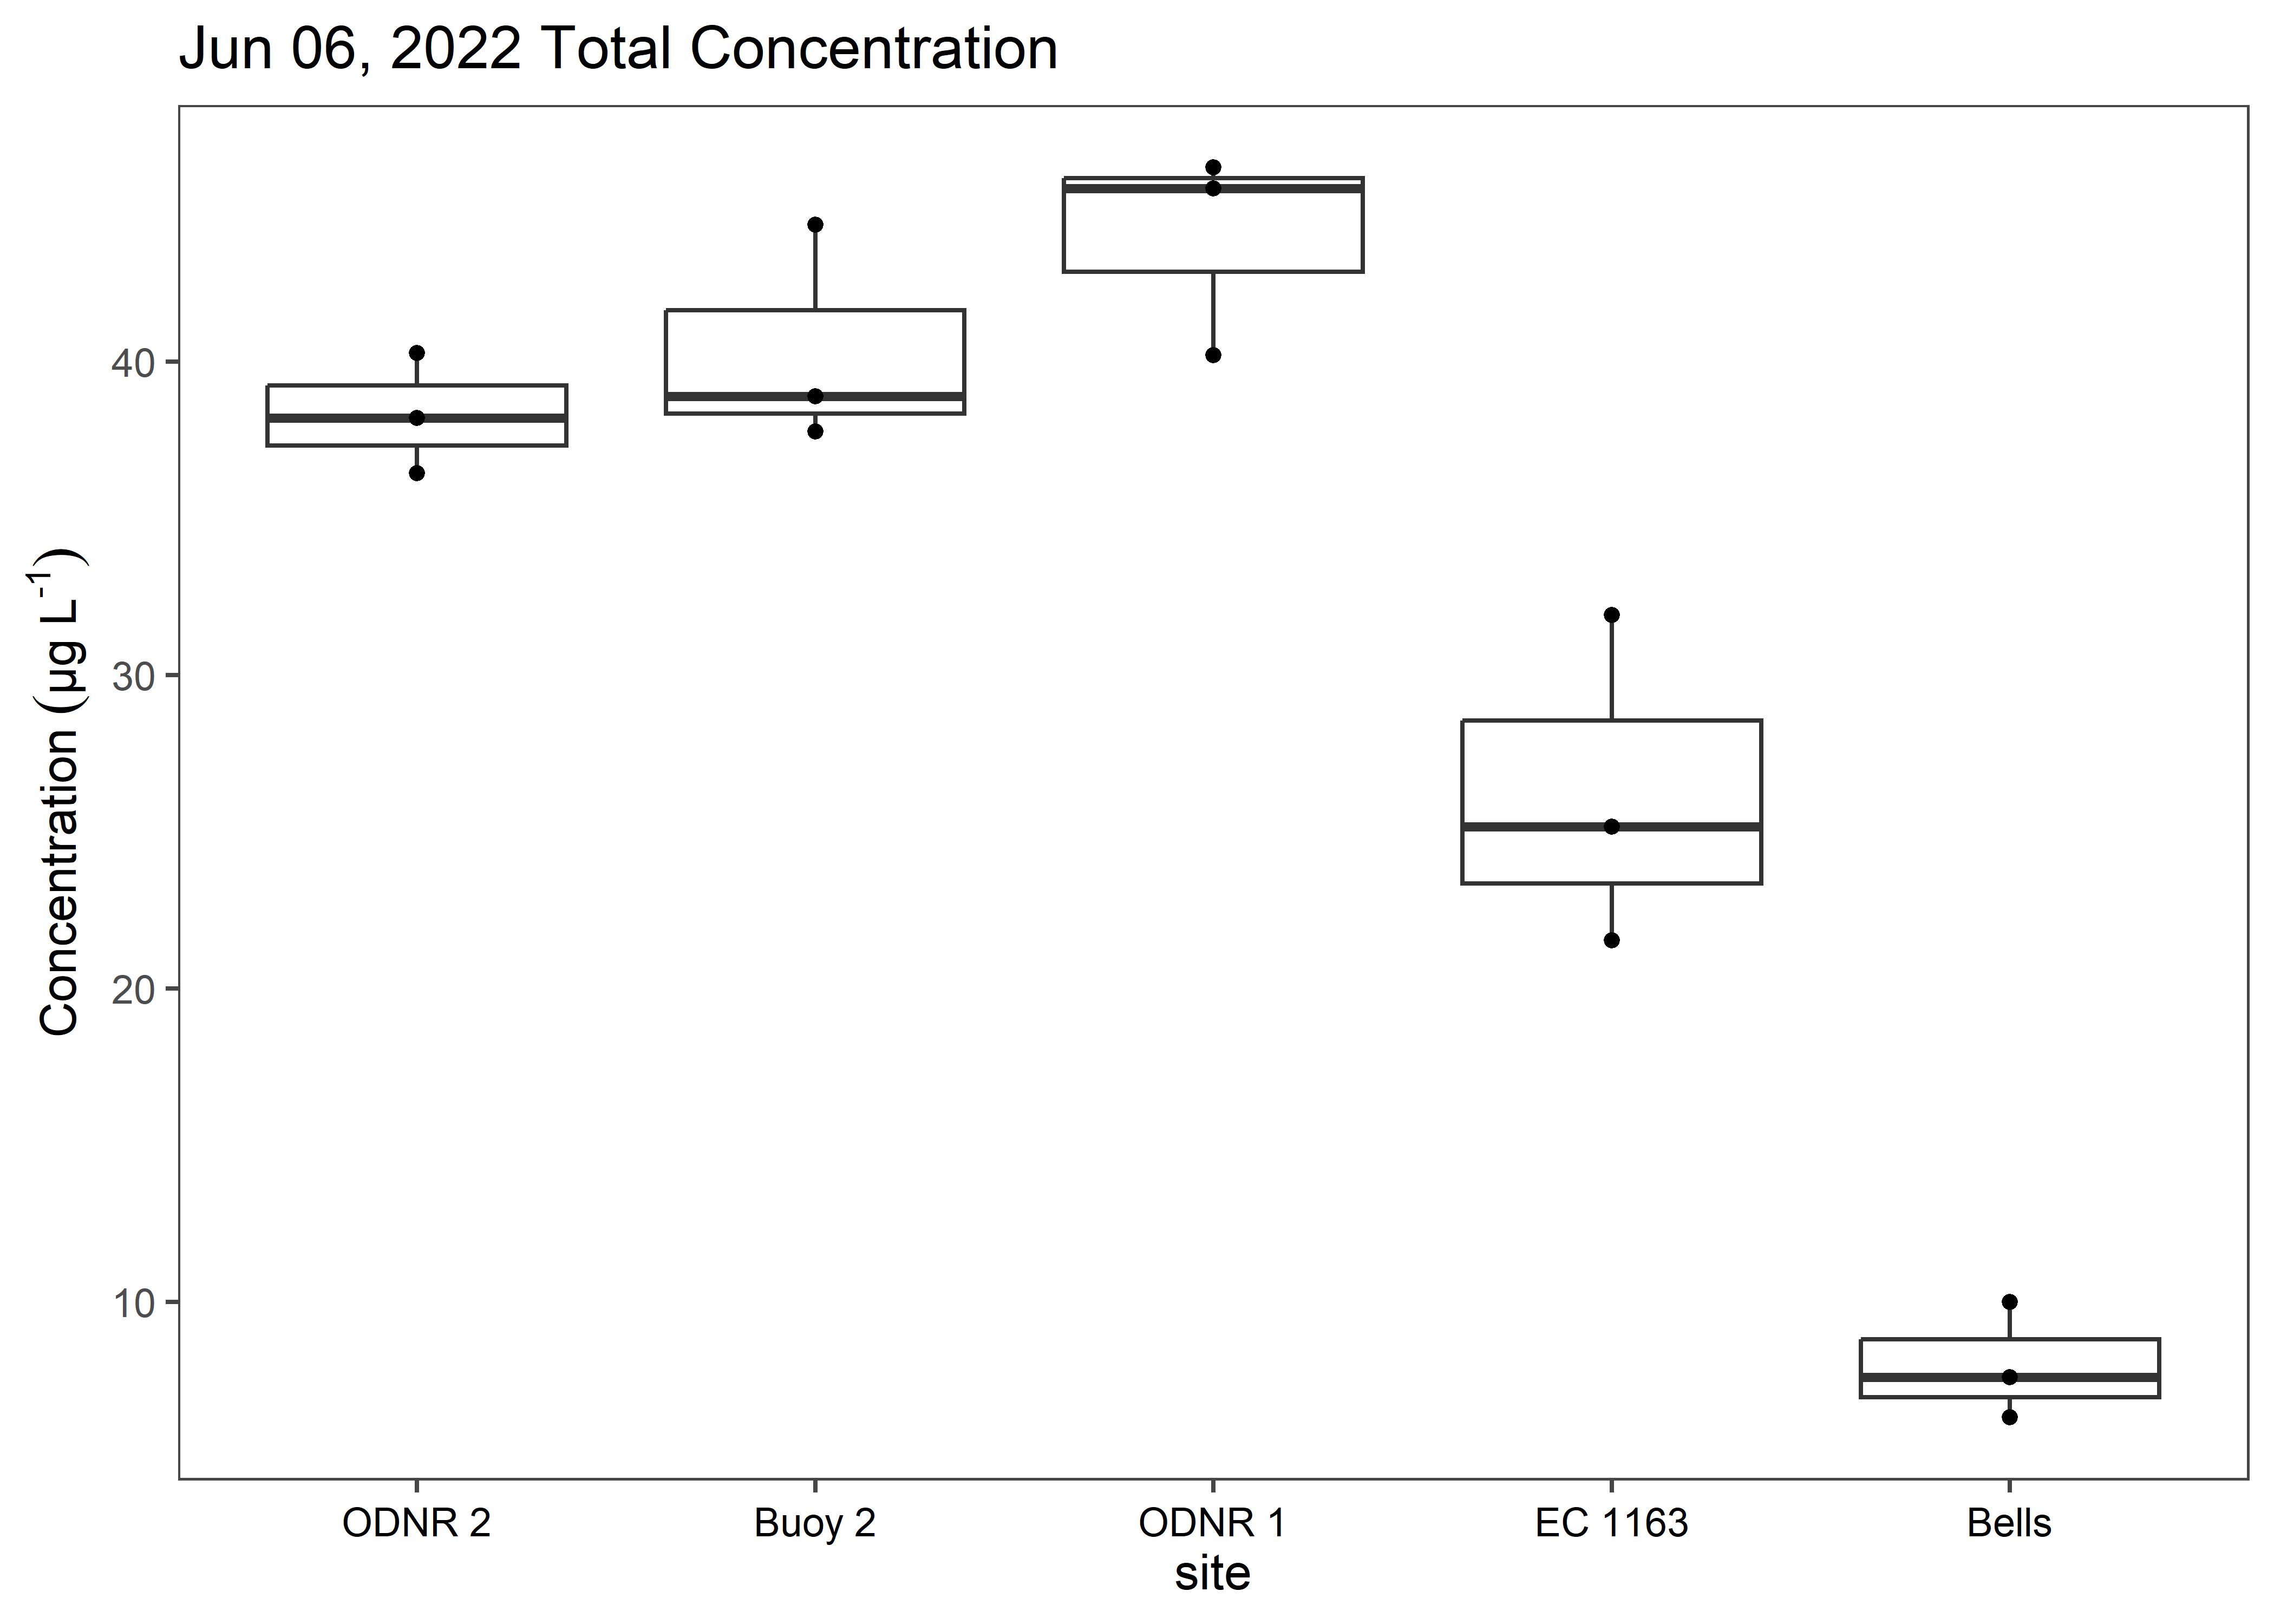 Jun 06, 2022 Total Concentration
Concentration (µg L⁻¹)
40
30
20
10
ODNR 2 Buoy 2 ODNR 1 EC 1163 Bells
site